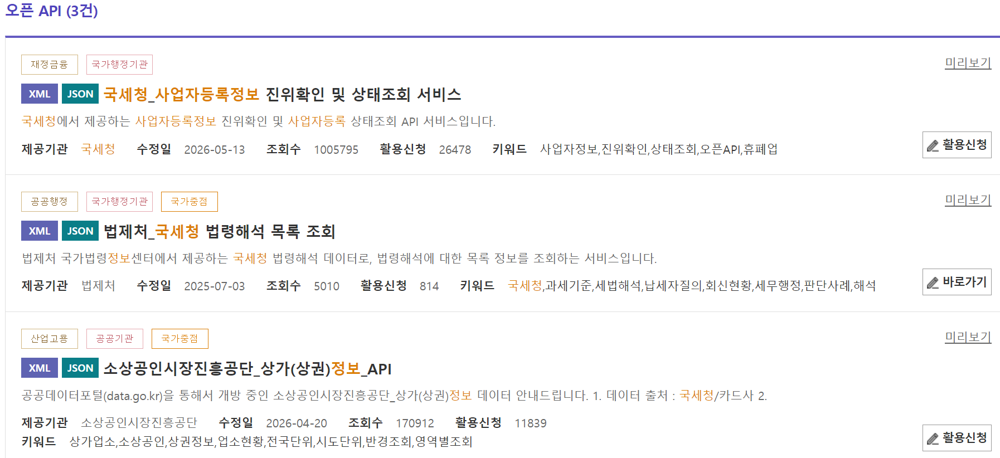 오픈 API (3건)
재정금융 국가행정기관 미리보기
XML JSON 국세청_사업자등록정보 진위확인 및 상태조회 서비스
국세청에서 제공하는 사업자등록정보 진위확인 및 사업자등록 상태조회 API 서비스입니다.
제공기관 국세청 수정일 2026-05-13 조회수 1005795 활용신청 26478 키워드 사업자정보,진위확인,상태조회,오픈API,휴폐업
활용신청
공공행정 국가행정기관 국가중점 미리보기
XML JSON 법제처_국세청 법령해석 목록 조회
법제처 국가법령정보센터에서 제공하는 국세청 법령해석 데이터로, 법령해석에 대한 목록 정보를 조회하는 서비스입니다.
제공기관 법제처 수정일 2025-07-03 조회수 5010 활용신청 814 키워드 국세청,과세기준,세법해석,납세자질의,회신현황,세무행정,판단사례,해석
바로가기
산업고용 공공기관 국가중점 미리보기
XML JSON 소상공인시장진흥공단_상가(상권)정보_API
공공데이터포털(data.go.kr)을 통해서 개방 중인 소상공인시장진흥공단_상가(상권)정보 데이터 안내드립니다. 1. 데이터 출처 : 국세청/카드사 2.
제공기관 소상공인시장진흥공단 수정일 2026-04-20 조회수 170912 활용신청 11839
키워드 상가업소,소상공인,상권정보,업소현황,전국단위,시도단위,반경조회,영역별조회
활용신청